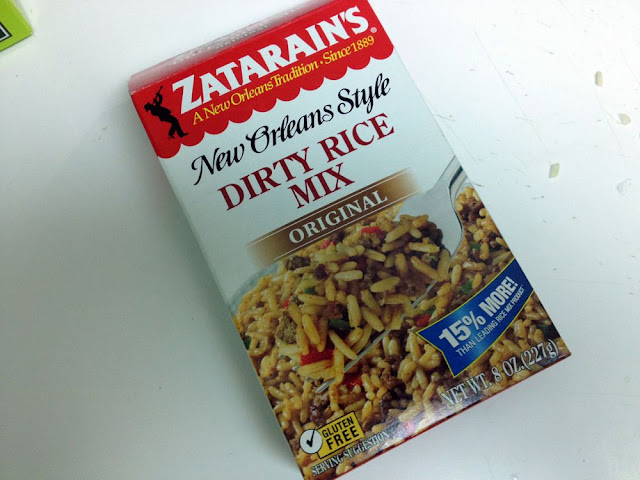 ZATARAIN'S
A New Orleans Tradition · Since 1889
New Orleans Style
DIRTY RICE
MIX
ORIGINAL
15% MORE!
THAN LEADING RICE MIX PRODUCT*
NET WT. 8 OZ. (227g)
GLUTEN
FREE
SERVING SUGGESTION